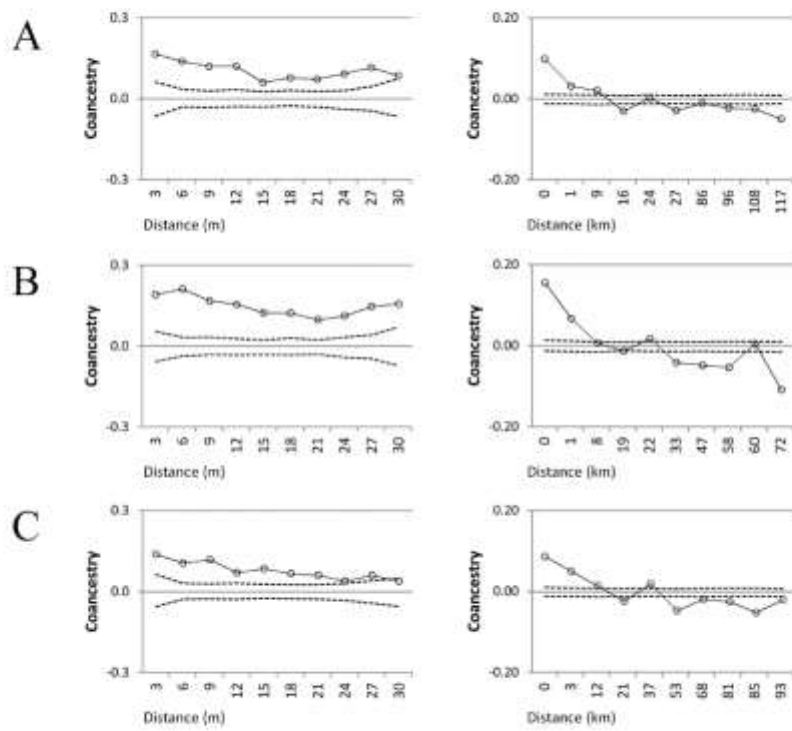 A
Coancestry
0.3
0.0
-0.3
3 6 9 12 15 18 21 24 27 30
Distance (m)
Coancestry
0.20
0.00
-0.20
0 1 9 16 24 27 86 96 108 117
Distance (km)
B
Coancestry
0.3
0.0
-0.3
3 6 9 12 15 18 21 24 27 30
Distance (m)
Coancestry
0.20
0.00
-0.20
0 1 8 19 22 33 47 58 60 72
Distance (km)
C
Coancestry
0.3
0.0
-0.3
3 6 9 12 15 18 21 24 27 30
Distance (m)
Coancestry
0.20
0.00
-0.20
0 3 12 21 37 53 68 81 85 93
Distance (km)